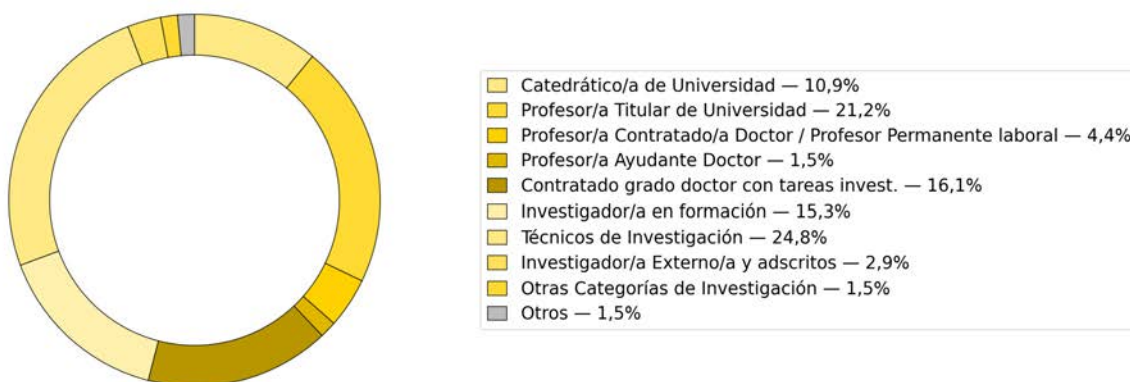 Catedrático/a de Universidad — 10,9%
Profesor/a Titular de Universidad — 21,2%
Profesor/a Contratado/a Doctor / Profesor Permanente laboral — 4,4%
Profesor/a Ayudante Doctor — 1,5%
Contratado grado doctor con tareas invest. — 16,1%
Investigador/a en formación — 15,3%
Técnicos de Investigación — 24,8%
Investigador/a Externo/a y adscritos — 2,9%
Otras Categorías de Investigación — 1,5%
Otros — 1,5%